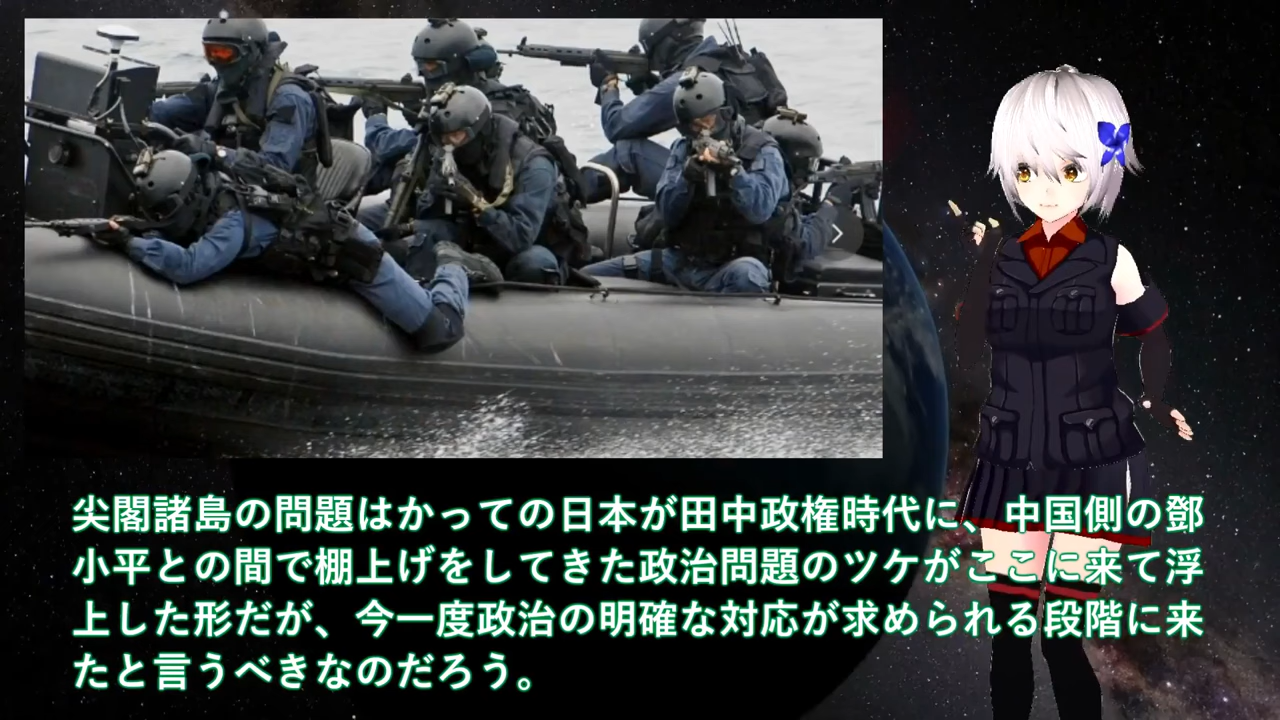 尖閣諸島の問題はかっての日本が田中政権時代に、中国側の鄧
小平との間で棚上げをしてきた政治問題のツケがここに来て浮
上した形だが、今一度政治の明確な対応が求められる段階に来
たと言うべきなのだろう。